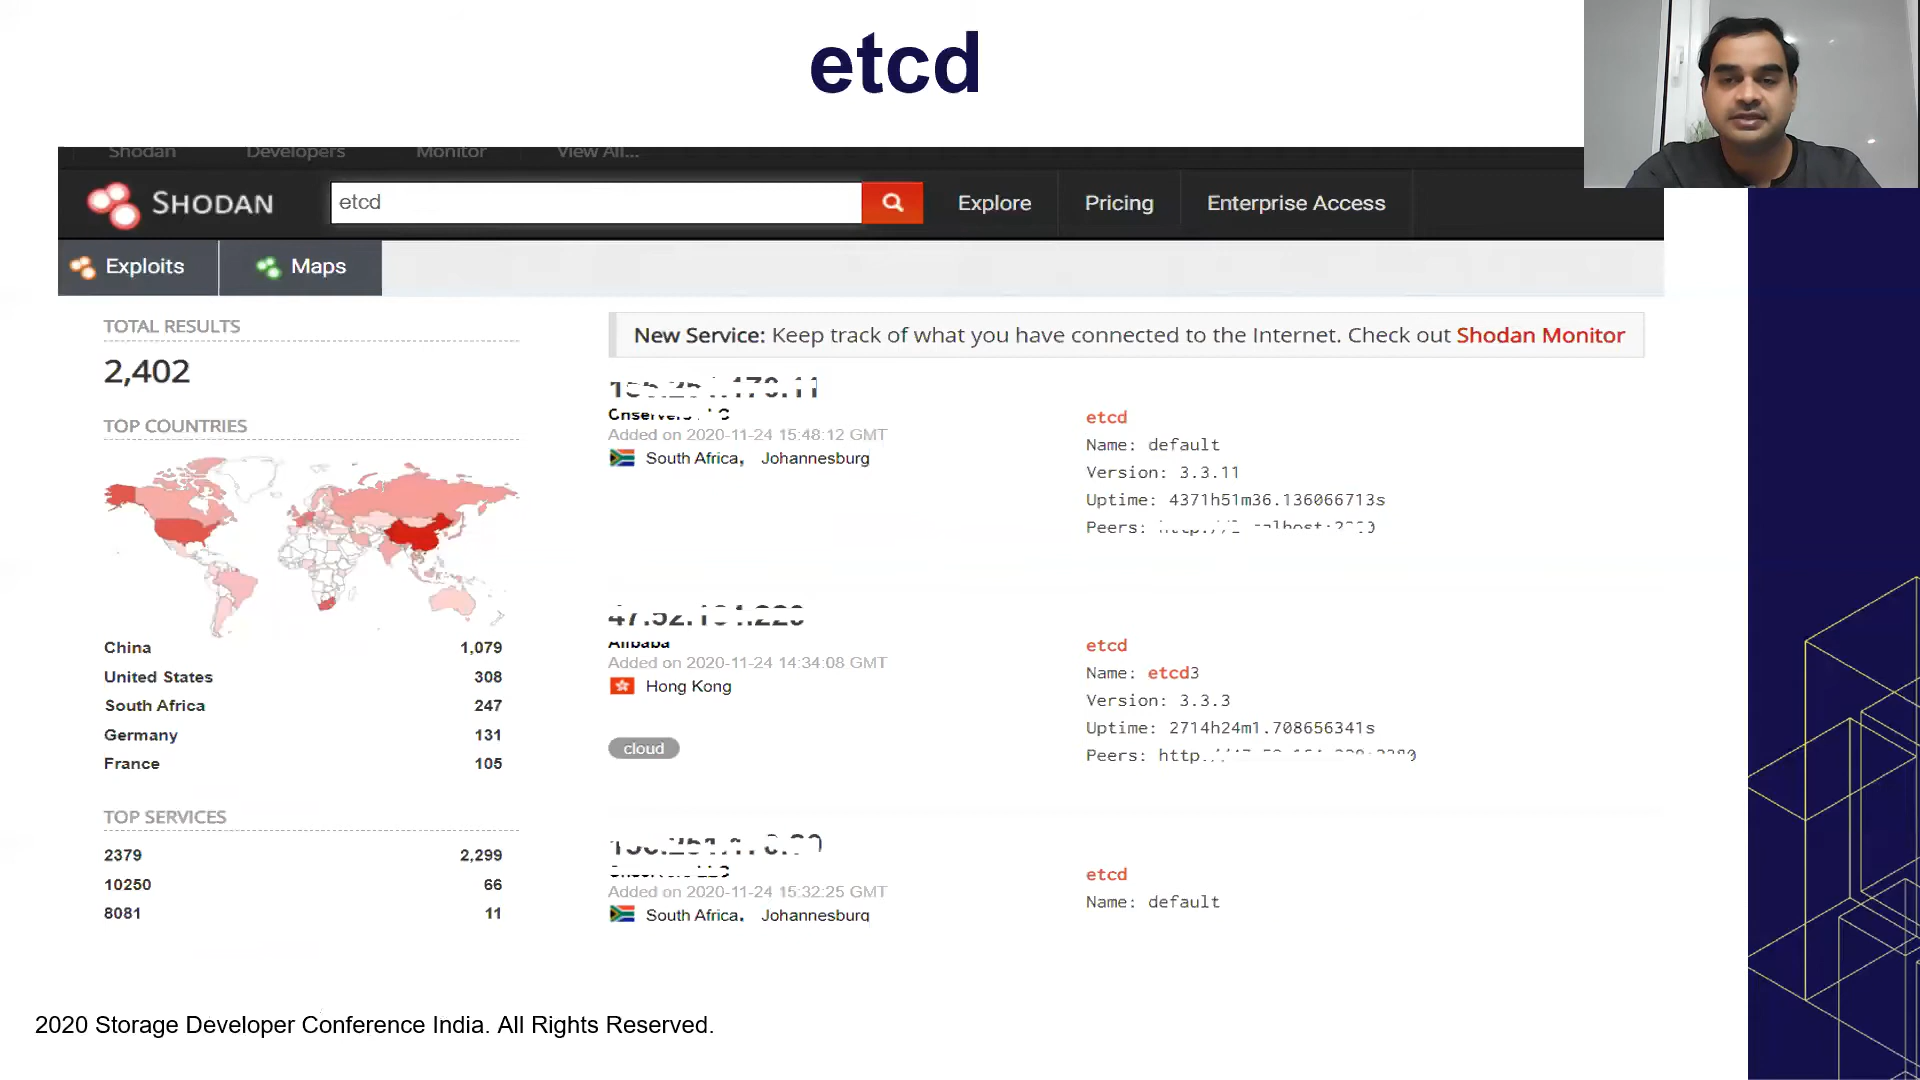 etcd
Shodan Developers Monitor View All...
SHODAN etcd Explore Pricing Enterprise Access
Exploits Maps
TOTAL RESULTS
2,402
New Service: Keep track of what you have connected to the Internet. Check out Shodan Monitor
TOP COUNTRIES
China 1,079
United States 308
South Africa 247
Germany 131
France 105
TOP SERVICES
2379 2,299
10250 66
8081 11
Added on 2020-11-24 15:48:12 GMT
South Africa, Johannesburg
etcd
Name: default
Version: 3.3.11
Uptime: 4371h51m36.136066713s
Peers:
Alibaba
Added on 2020-11-24 14:34:08 GMT
Hong Kong
cloud
etcd
Name: etcd3
Version: 3.3.3
Uptime: 2714h24m1.708656341s
Peers:
Added on 2020-11-24 15:32:25 GMT
South Africa, Johannesburg
etcd
Name: default
2020 Storage Developer Conference India. All Rights Reserved.